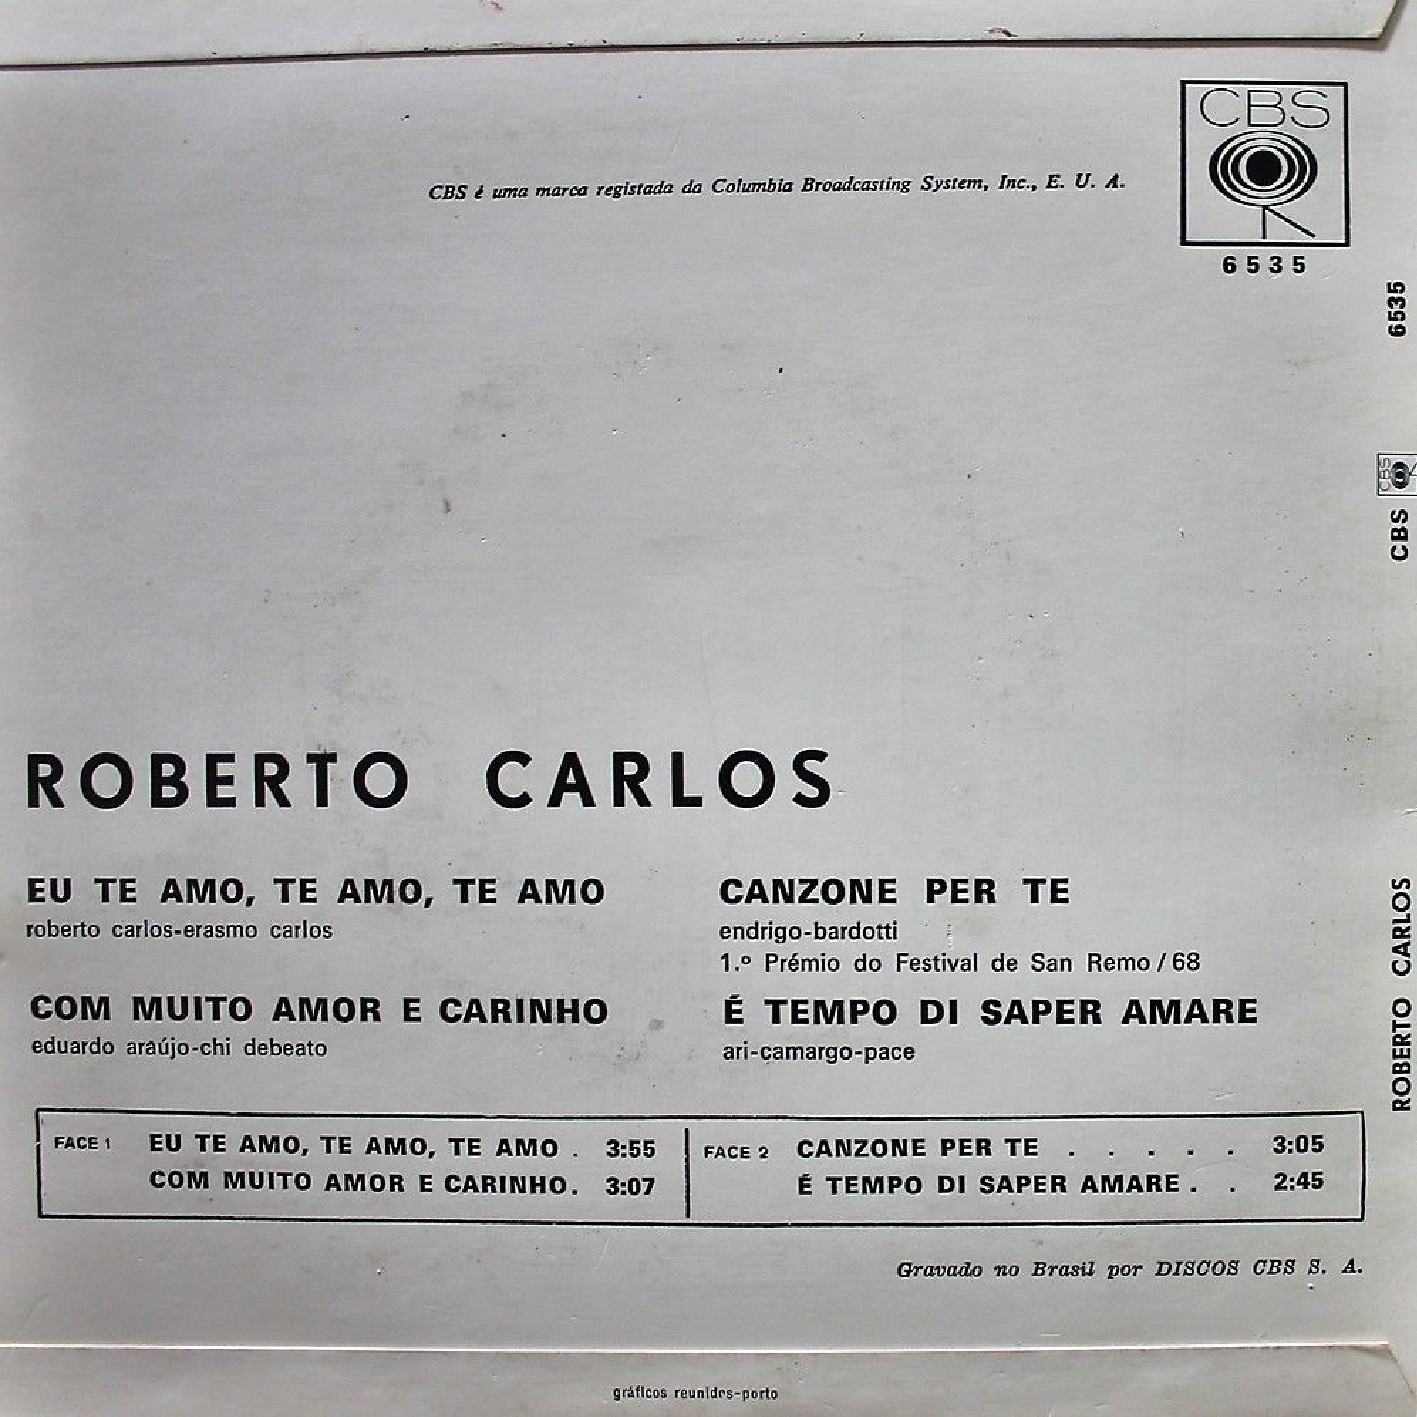 CBS é uma marca registada da Columbia Broadcasting System, Inc., E. U. A.
CBS
6535
6535
CBS
CBS
ROBERTO CARLOS
ROBERTO CARLOS
EU TE AMO, TE AMO, TE AMO
roberto carlos-erasmo carlos
COM MUITO AMOR E CARINHO
eduardo araújo-chi debeato
CANZONE PER TE
endrigo-bardotti
1.º Prémio do Festival de San Remo/68
É TEMPO DI SAPER AMARE
ari-camargo-pace
FACE 1 EU TE AMO, TE AMO, TE AMO . 3:55
COM MUITO AMOR E CARINHO. 3:07
FACE 2 CANZONE PER TE . . . . . 3:05
É TEMPO DI SAPER AMARE . . 2:45
Gravado no Brasil por DISCOS CBS S. A.
gráficos reunidos-porto